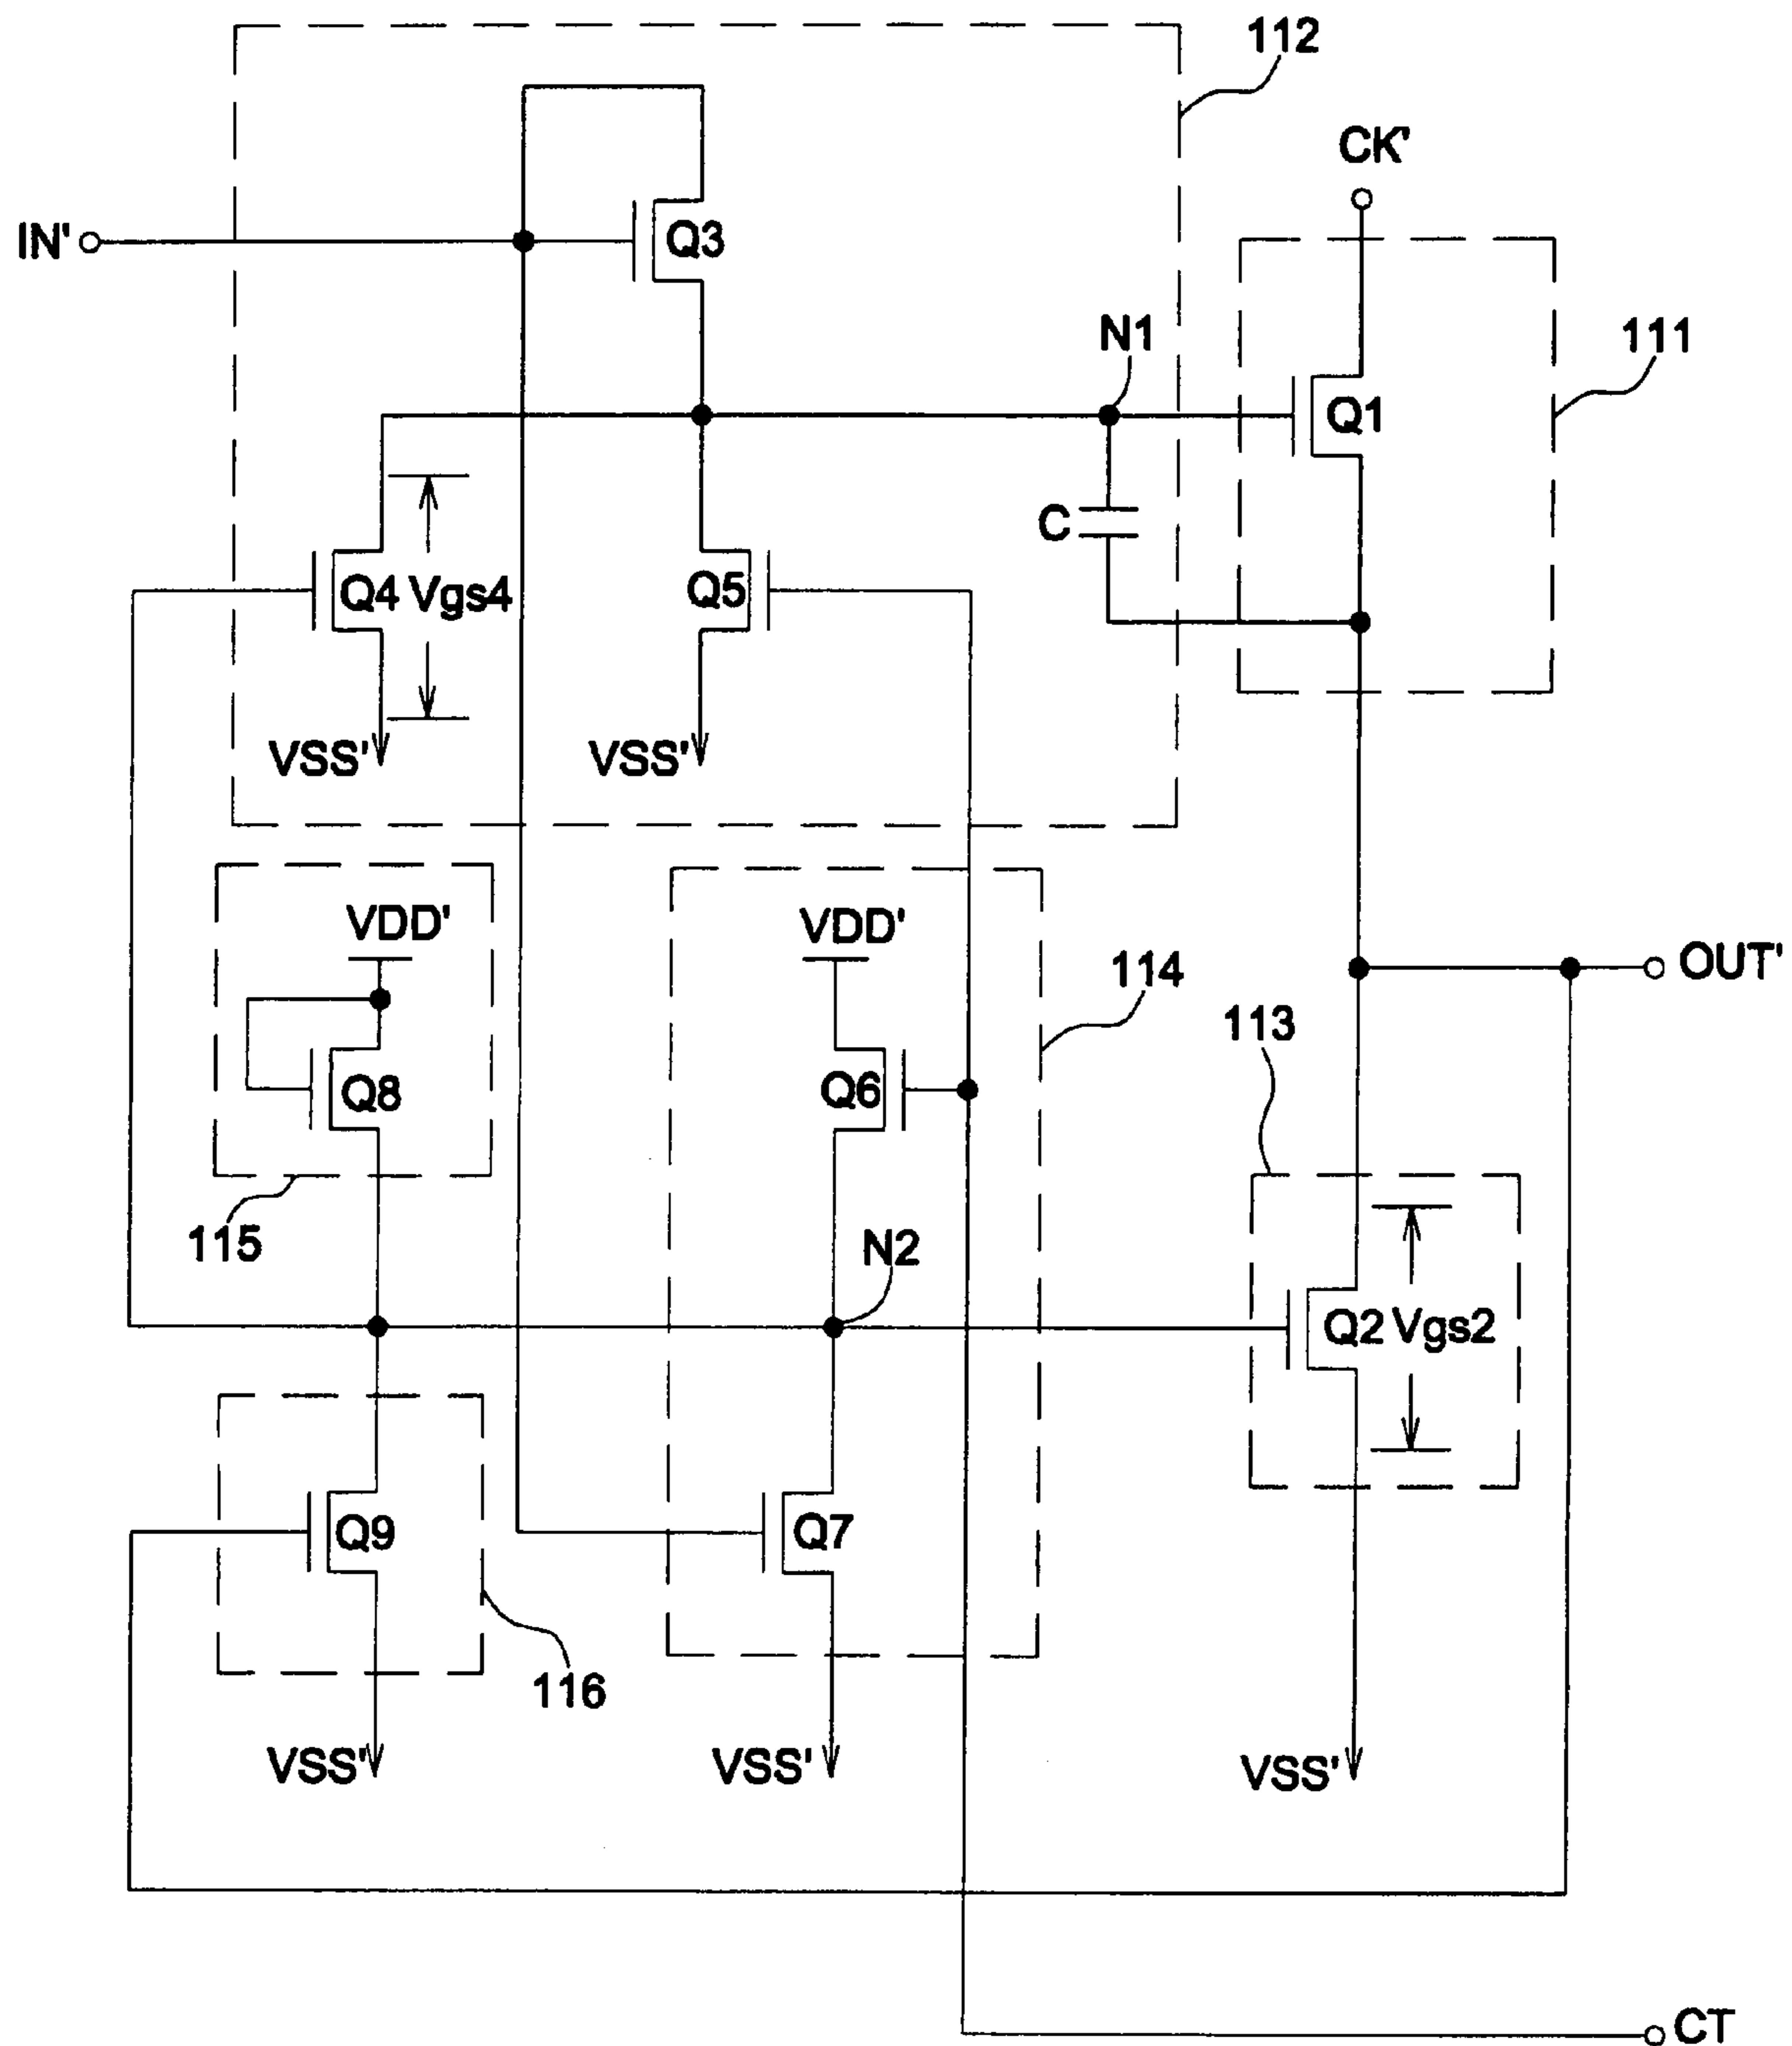 112
CK'
IN'
Q3
N1
111
Q1
C
Q4
Vgs4
Q5
VSS'
VSS'
VDD'
VDD'
114
OUT'
113
Q8
Q6
115
N2
Q2
Vgs2
Q9
Q7
116
VSS'
VSS'
VSS'
CT